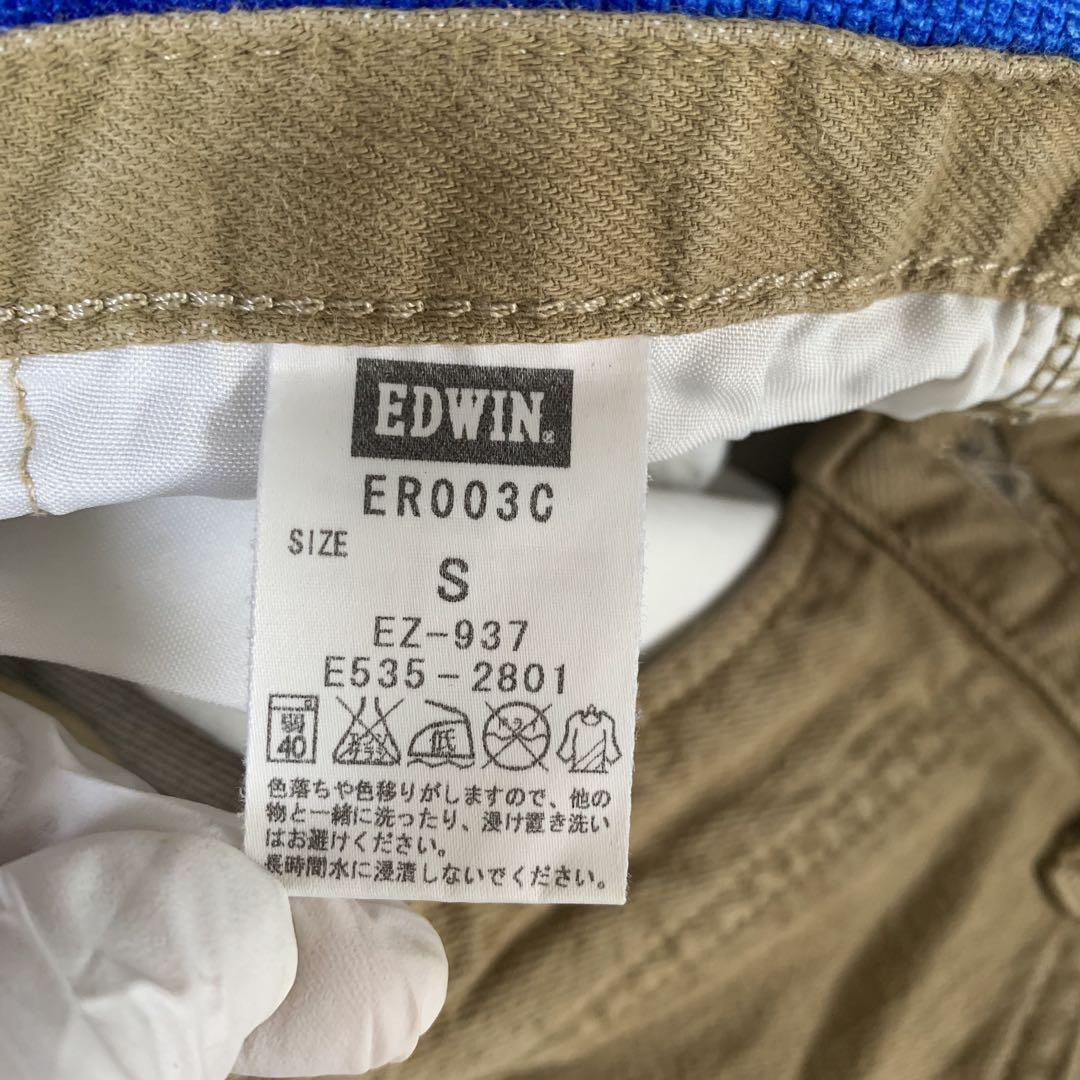 EDWIN
ER003C
SIZE
S
EZ-937
E535-2801
弱
40
低
色落ちや色移りがしますので、他の
物と一緒に洗ったり、浸け置き洗い
はお避けください。
長時間水に浸漬しないでください。